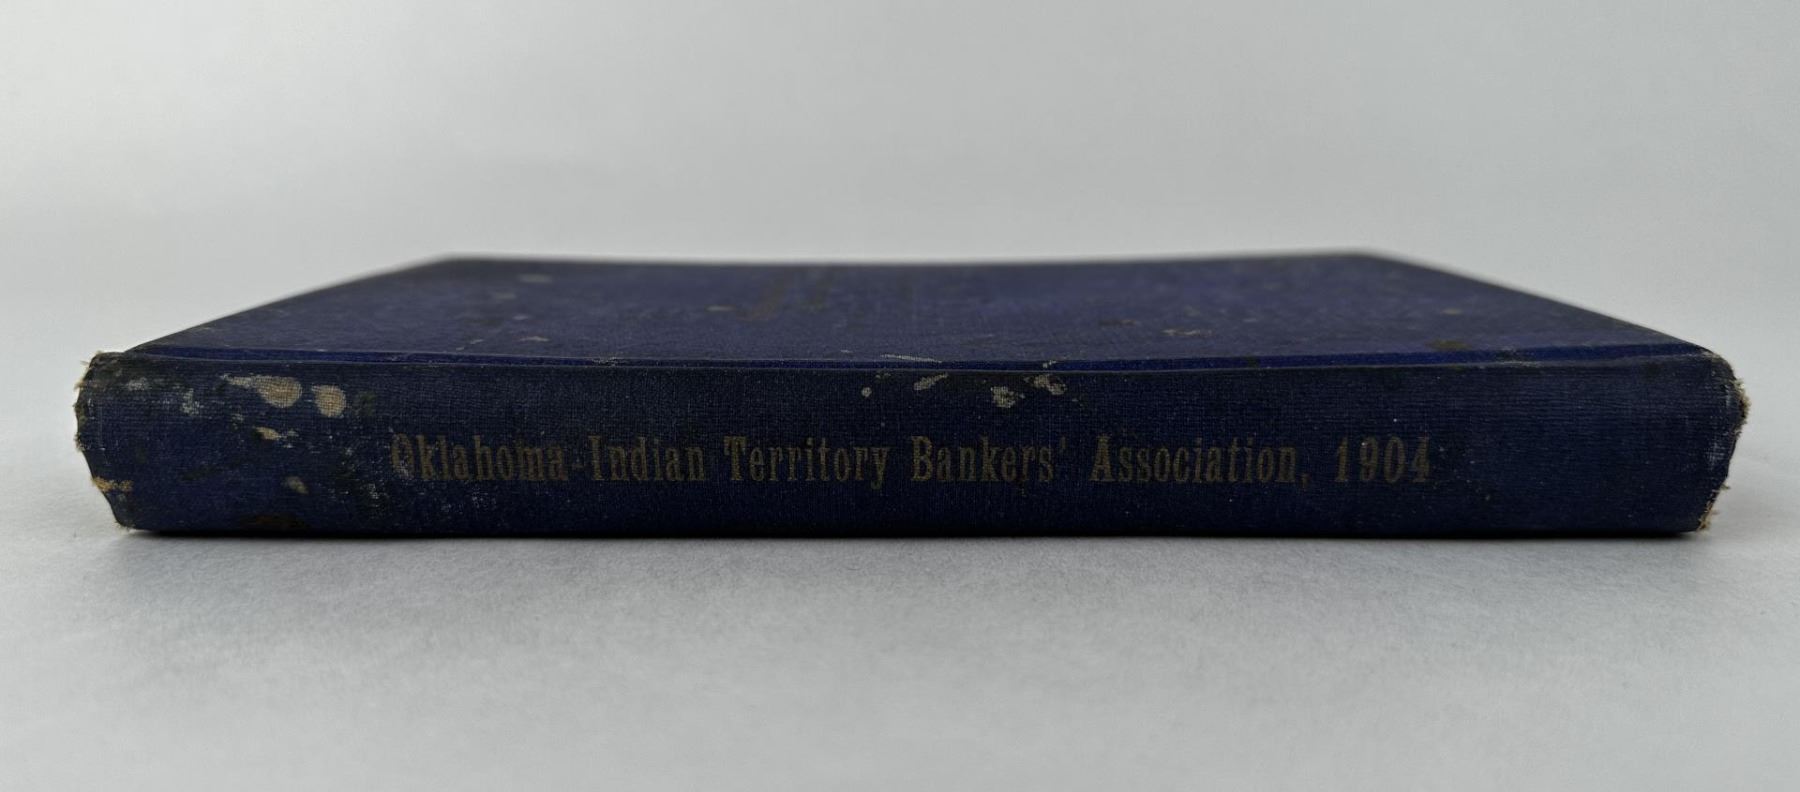 Oklahoma-Indian Territory Bankers' Association, 1904